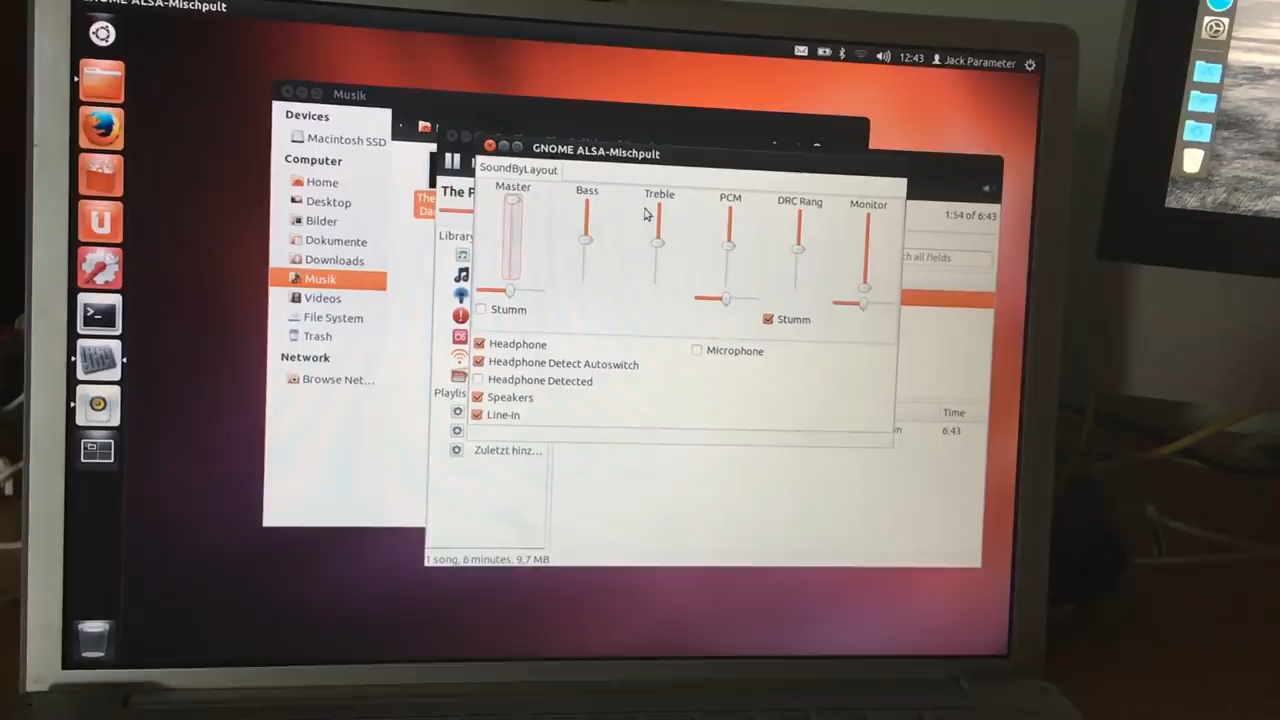 GNOME ALSA-Mischpult
12:43
Jack Parameter
Musik
Devices
Macintosh SSD
Computer
Home
Desktop
Bilder
Dokumente
Downloads
Musik
Videos
File System
Trash
Network
Browse Net...
GNOME ALSA-Mischpult
SoundByLayout
Master
Bass
Treble
PCM
DRC Rang
Monitor
Stumm
Stumm
Headphone
Headphone Detect Autoswitch
Headphone Detected
Speakers
Line-In
Microphone
The
1:54 of 6:43
all fields
Time
6:43
Zuletzt hinz...
1 song, 6 minutes, 9,7 MB